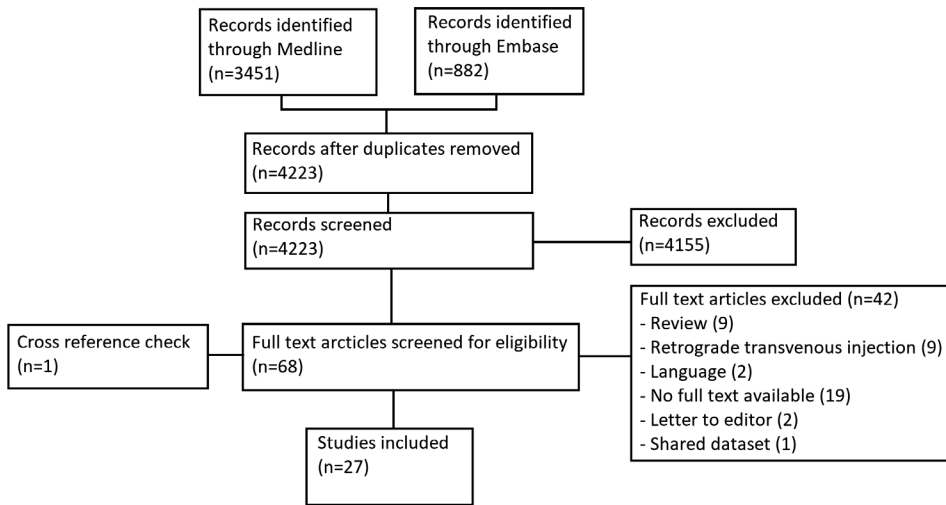 Records identified
through Medline
(n=3451)
Records identified
through Embase
(n=882)
Records after duplicates removed
(n=4223)
Records screened
(n=4223)
Records excluded
(n=4155)
Cross reference check
(n=1)
Full text arcticles screened for eligibility
(n=68)
Full text articles excluded (n=42)
- Review (9)
- Retrograde transvenous injection (9)
- Language (2)
- No full text available (19)
- Letter to editor (2)
- Shared dataset (1)
Studies included
(n=27)